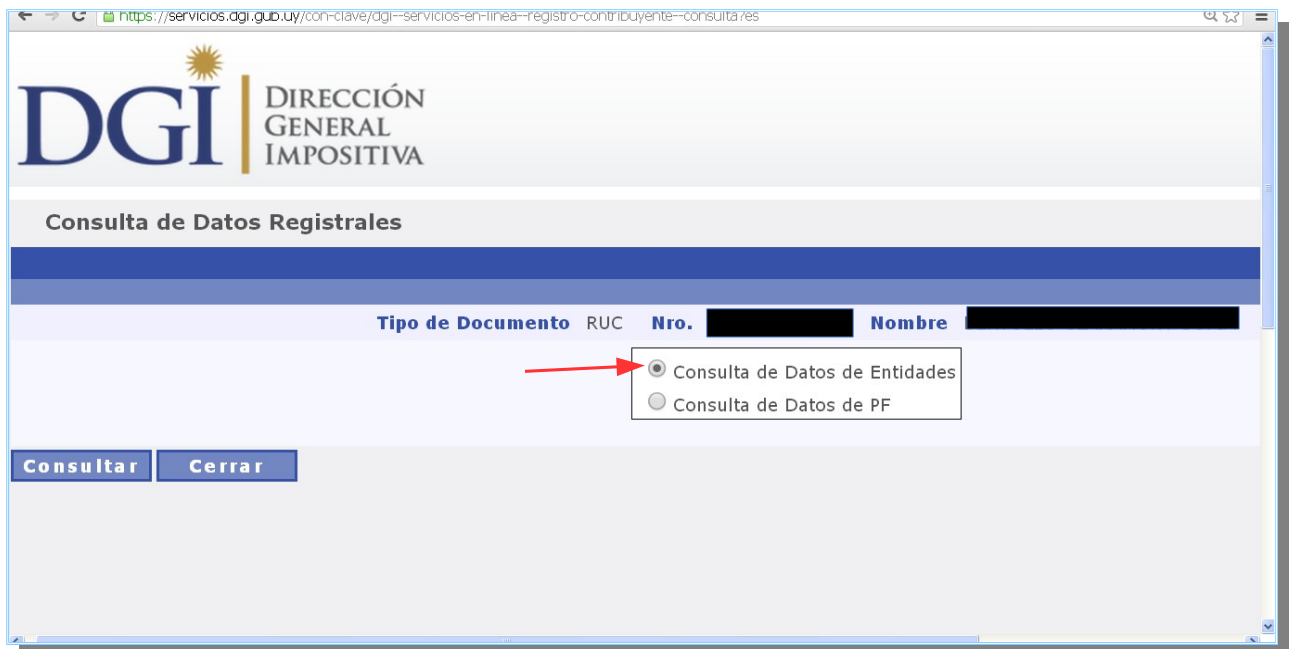 https://servicios.dgi.gub.uy/con-clave/dgi--servicios-en-linea--registro-contribuyente--consulta?es
DGI
DIRECCIÓN
GENERAL
IMPOSITIVA
Consulta de Datos Registrales
Tipo de Documento RUC Nro. Nombre
Consulta de Datos de Entidades
Consulta de Datos de PF
Consultar Cerrar